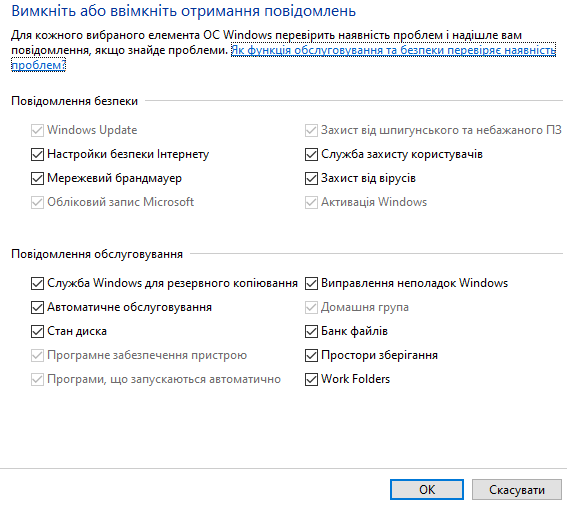 Вимкніть або ввімкніть отримання повідомлень
Для кожного вибраного елемента ОС Windows перевірить наявність проблем і надішле вам
повідомлення, якщо знайде проблеми. Як функція обслуговування та безпеки перевіряє наявність
проблем?
Повідомлення безпеки
Windows Update
Захист від шпигунського та небажаного ПЗ
Настройки безпеки Інтернету
Служба захисту користувачів
Мережевий брандмауер
Захист від вірусів
Обліковий запис Microsoft
Активація Windows
Повідомлення обслуговування
Служба Windows для резервного копіювання
Виправлення неполадок Windows
Автоматичне обслуговування
Домашня група
Стан диска
Банк файлів
Програмне забезпечення пристрою
Простори зберігання
Програми, що запускаються автоматично
Work Folders
ОК
Скасувати